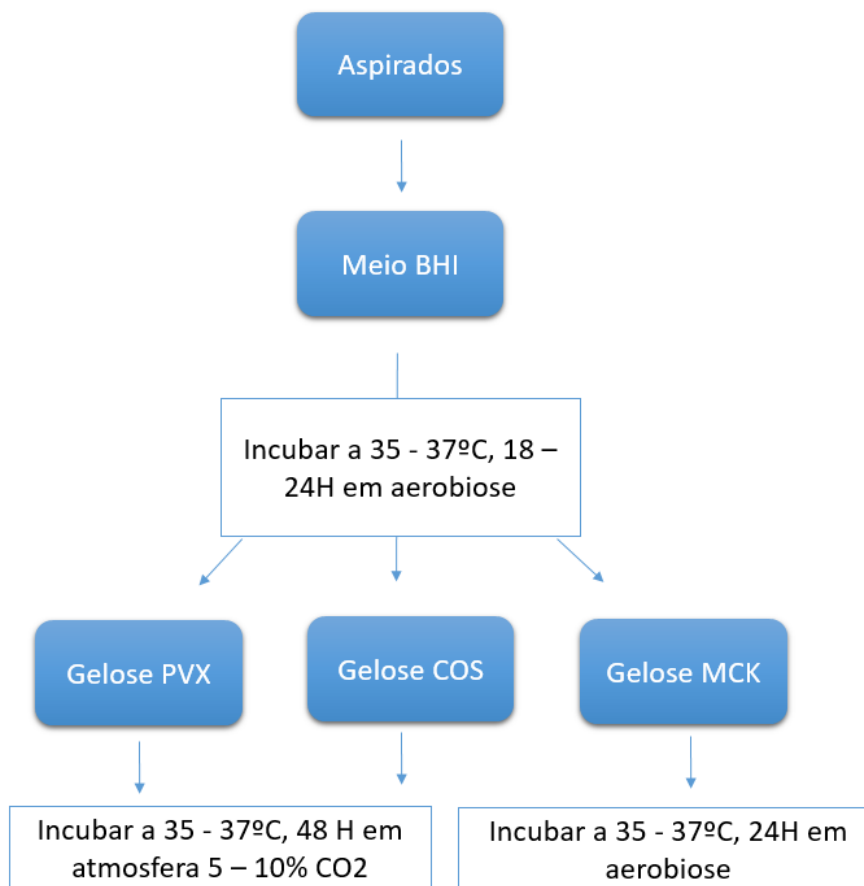 Aspirados
Meio BHI
Incubar a 35 - 37ºC, 18 –
24H em aerobiose
Gelose PVX
Gelose COS
Gelose MCK
Incubar a 35 - 37ºC, 48 H em
atmosfera 5 – 10% CO2
Incubar a 35 - 37ºC, 24H em
aerobiose